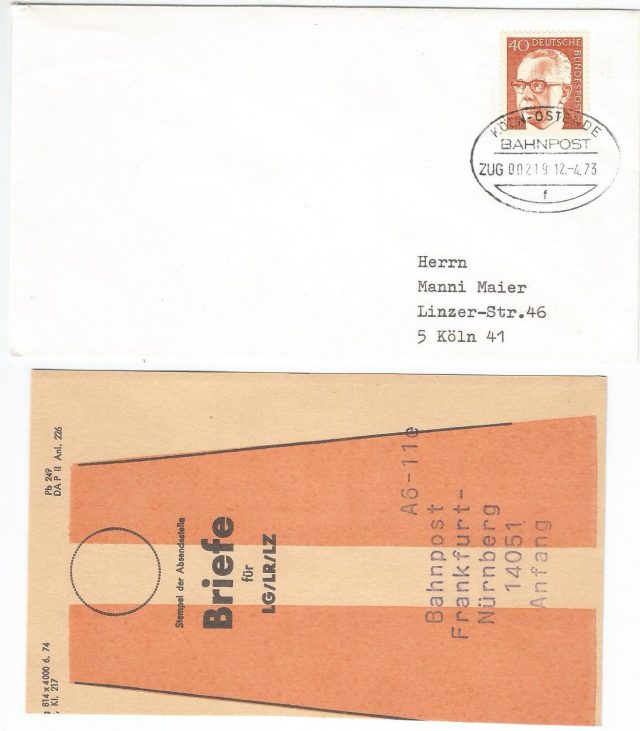 40 DEUTSCHE
BUNDESPOST
KÖLN-OSTENDE
BAHNPOST
ZUG 00219 12.-4.73
f
Herrn
Manni Maier
Linzer-Str.46
5 Köln 41
Pb 249
DA P II Anl. 226
814x4000 6. 74
, Kl. 217
Stempel der Absendestelle
Briefe
für
LG/LR/LZ
A6-11e
Bahnpost
Frankfurt-
Nürnberg
14051
Anfang